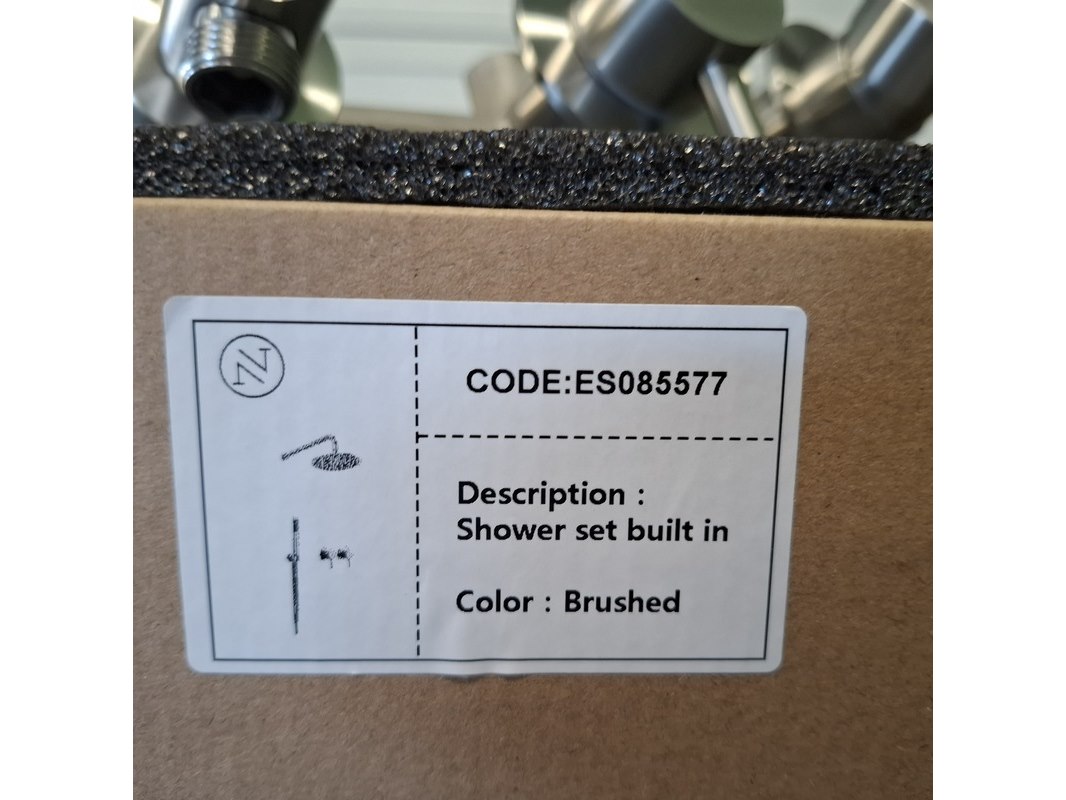 N
CODE:ES085577
Description :
Shower set built in
Color : Brushed